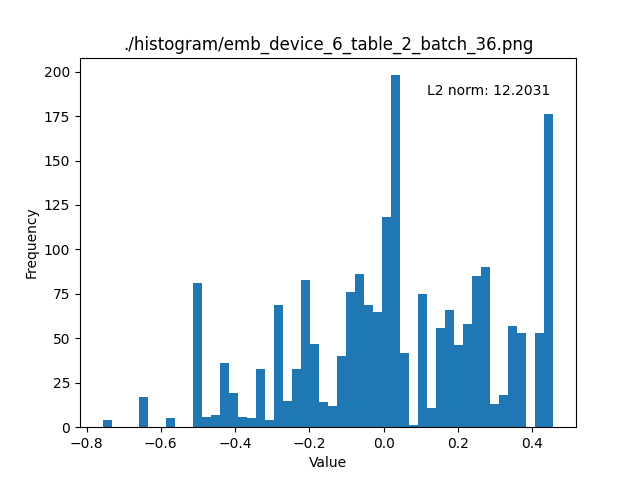 ./histogram/emb_device_6_table_2_batch_36.png
L2 norm: 12.2031
200
175
150
125
100
75
50
25
0
Frequency
−0.8 −0.6 −0.4 −0.2 0.0 0.2 0.4
Value